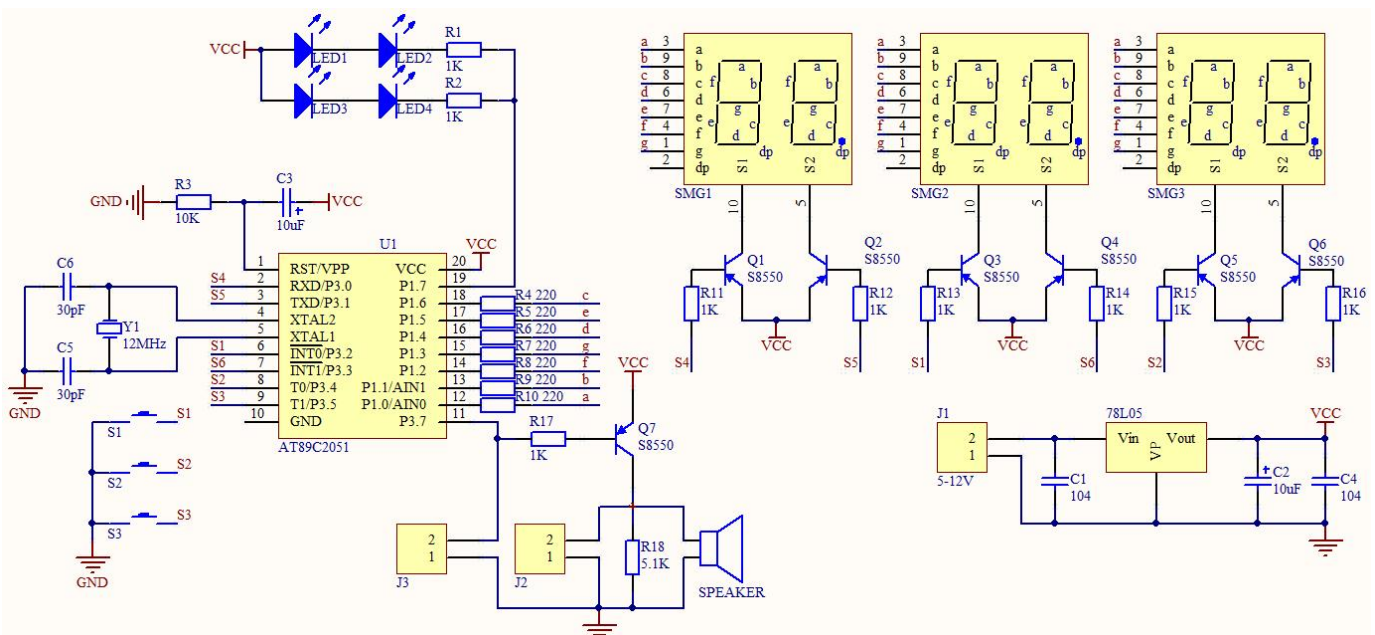 VCC
LED1 LED2
R1
1K
LED3 LED4
R2
1K
GND
R3
10K
C3
10uF
VCC
C6
30pF
Y1
12MHz
C5
30pF
GND
U1
VCC
1 RST/VPP VCC 20
S4 2 RXD/P3.0 P1.7 19
S5 3 TXD/P3.1 P1.6 18 R4 220 c
4 XTAL2 P1.5 17 R5 220 e
5 XTAL1 P1.4 16 R6 220 d
S1 6 INT0/P3.2 P1.3 15 R7 220 g
S6 7 INT1/P3.3 P1.2 14 R8 220 f
S2 8 T0/P3.4 P1.1/AIN1 13 R9 220 b
S3 9 T1/P3.5 P1.0/AIN0 12 R10 220 a
10 GND P3.7 11
AT89C2051
S1 S1
S2 S2
S3 S3
GND
R17
1K
VCC
Q7
S8550
J3
2
1
J2
2
1
R18
5.1K
SPEAKER
a 3 a
b 9 b
c 8 c
d 6 d
e 7 e
f 4 f
g 1 g
2 dp
a f b g e c d
f e d dp
S1 S2
SMG1
10 5
Q1
S8550
Q2
S8550
R11
1K
R12
1K
VCC
S4 S5
a 3 a
b 9 b
c 8 c
d 6 d
e 7 e
f 4 f
g 1 g
2 dp
a f b g e c d
a f b g e c d dp
S1 S2
SMG2
10 5
Q3
S8550
Q4
S8550
R13
1K
R14
1K
VCC
S1 S6
a 3 a
b 9 b
c 8 c
d 6 d
e 7 e
f 4 f
g 1 g
2 dp
a f b g e c d
a f b g e c d dp
S1 S2
SMG3
10 5
Q5
S8550
Q6
S8550
R15
1K
R16
1K
VCC
S2 S3
J1
2
1
5-12V
C1
104
78L05
Vin Vout
VP
C2
10uF
VCC
C4
104